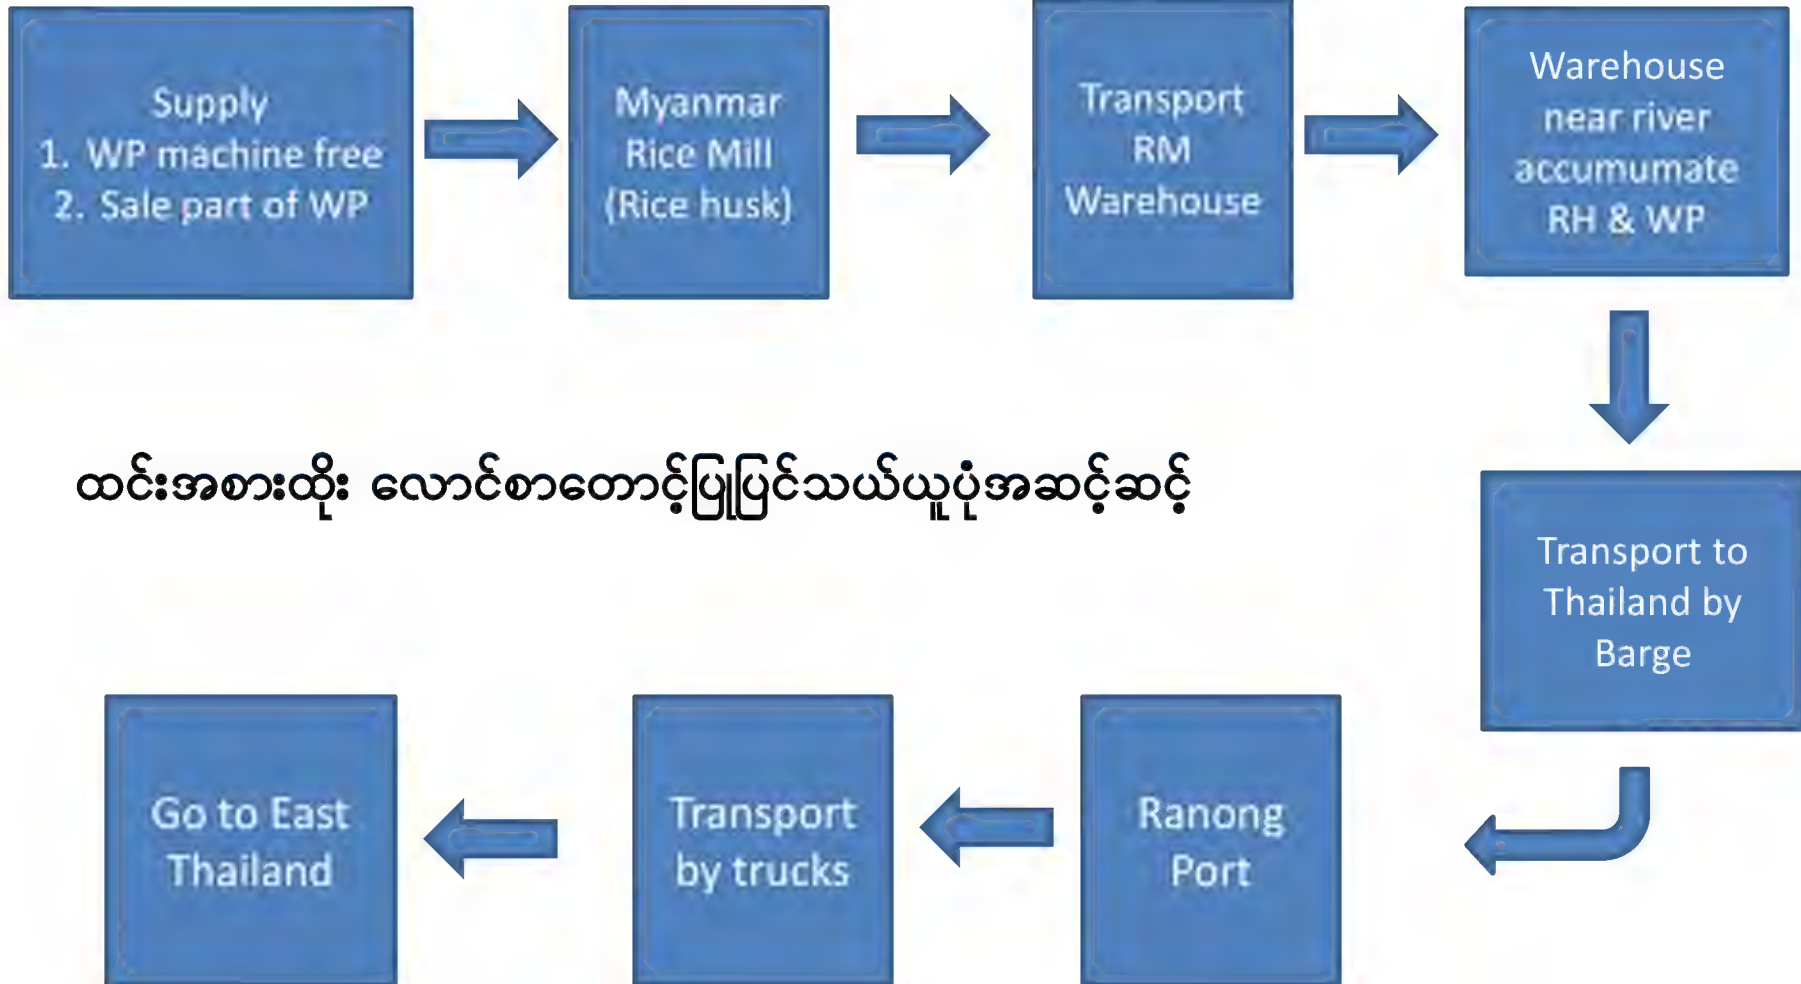 Supply
1. WP machine free
2. Sale part of WP
Myanmar
Rice Mill
(Rice husk)
Transport
RM
Warehouse
Warehouse
near river
accumumate
RH & WP
ထင်းအစားထိုး လောင်စာတောင့်ပြုပြင်သယ်ယူပုံအဆင့်ဆင့်
Transport to
Thailand by
Barge
Ranong
Port
Transport
by trucks
Go to East
Thailand